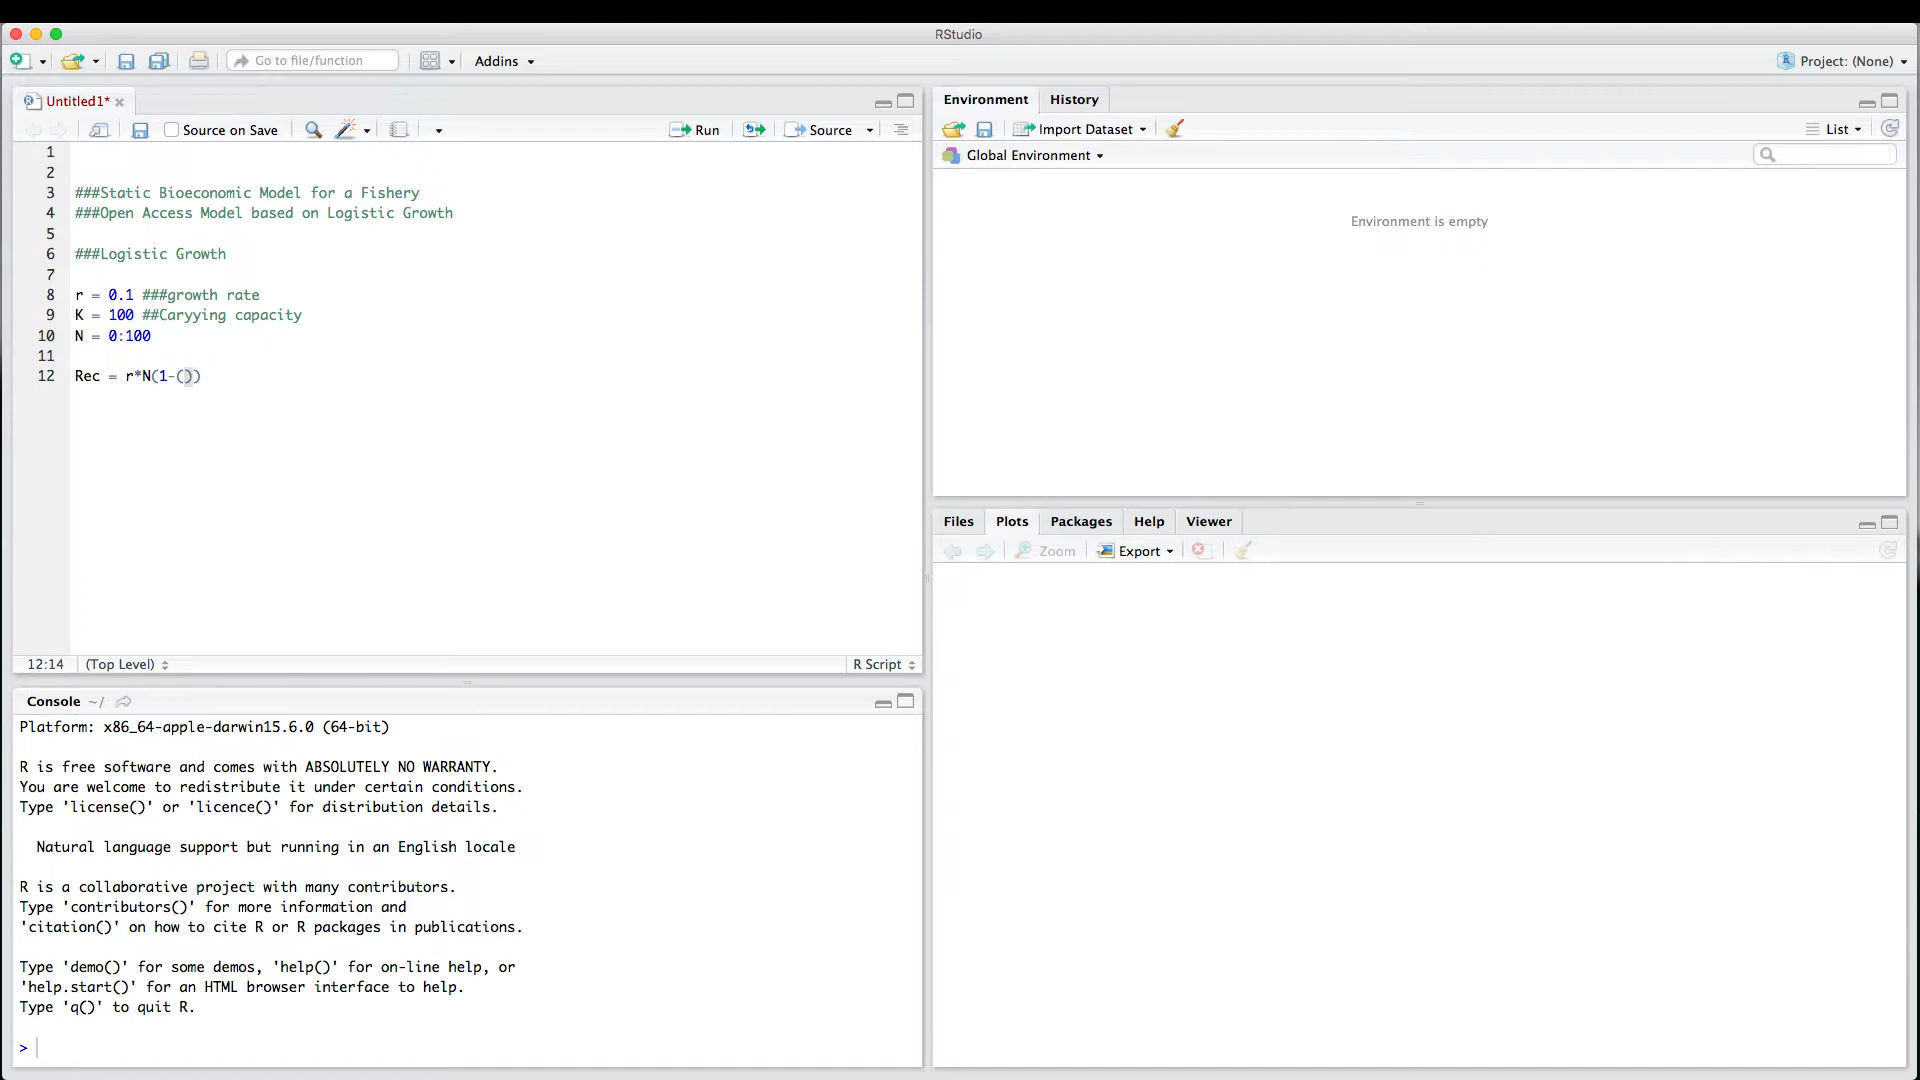 RStudio
Go to file/function
Addins
Project: (None)
Untitled1*
Source on Save
Run
Source
1
2
3 ###Static Bioeconomic Model for a Fishery
4 ###Open Access Model based on Logistic Growth
5
6 ###Logistic Growth
7
8 r = 0.1 ###growth rate
9 K = 100 ##Caryying capacity
10 N = 0:100
11
12 Rec = r*N(1-())
12:14 (Top Level) R Script
Console ~/
Platform: x86_64-apple-darwin15.6.0 (64-bit)
R is free software and comes with ABSOLUTELY NO WARRANTY.
You are welcome to redistribute it under certain conditions.
Type 'license()' or 'licence()' for distribution details.
Natural language support but running in an English locale
R is a collaborative project with many contributors.
Type 'contributors()' for more information and
'citation()' on how to cite R or R packages in publications.
Type 'demo()' for some demos, 'help()' for on-line help, or
'help.start()' for an HTML browser interface to help.
Type 'q()' to quit R.
>
Environment History
Import Dataset List
Global Environment
Environment is empty
Files Plots Packages Help Viewer
Zoom Export